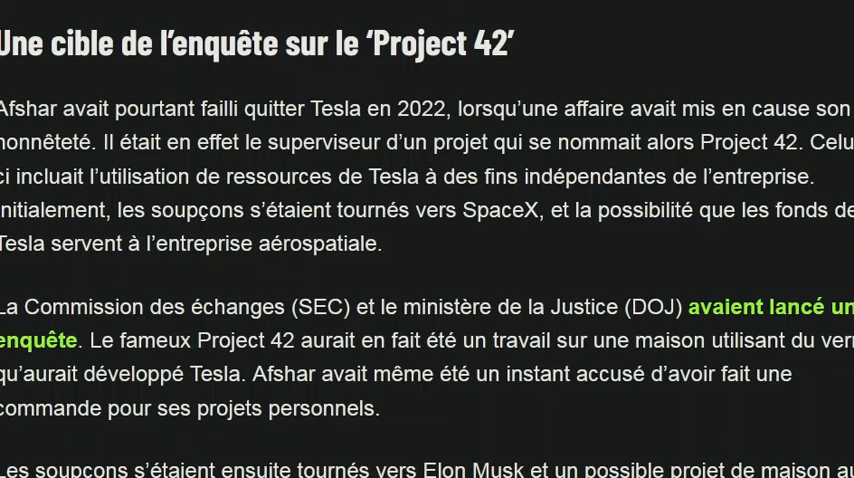 Une cible de l’enquête sur le ‘Project 42’
Afshar avait pourtant failli quitter Tesla en 2022, lorsqu’une affaire avait mis en cause son
honnêteté. Il était en effet le superviseur d’un projet qui se nommait alors Project 42. Celu
ci incluait l’utilisation de ressources de Tesla à des fins indépendantes de l’entreprise.
Initialement, les soupçons s’étaient tournés vers SpaceX, et la possibilité que les fonds de
Tesla servent à l’entreprise aérospatiale.
La Commission des échanges (SEC) et le ministère de la Justice (DOJ) avaient lancé un
enquête. Le fameux Project 42 aurait en fait été un travail sur une maison utilisant du verr
qu’aurait développé Tesla. Afshar avait même été un instant accusé d’avoir fait une
commande pour ses projets personnels.
Les soupçons s’étaient ensuite tournés vers Elon Musk et un possible projet de maison au